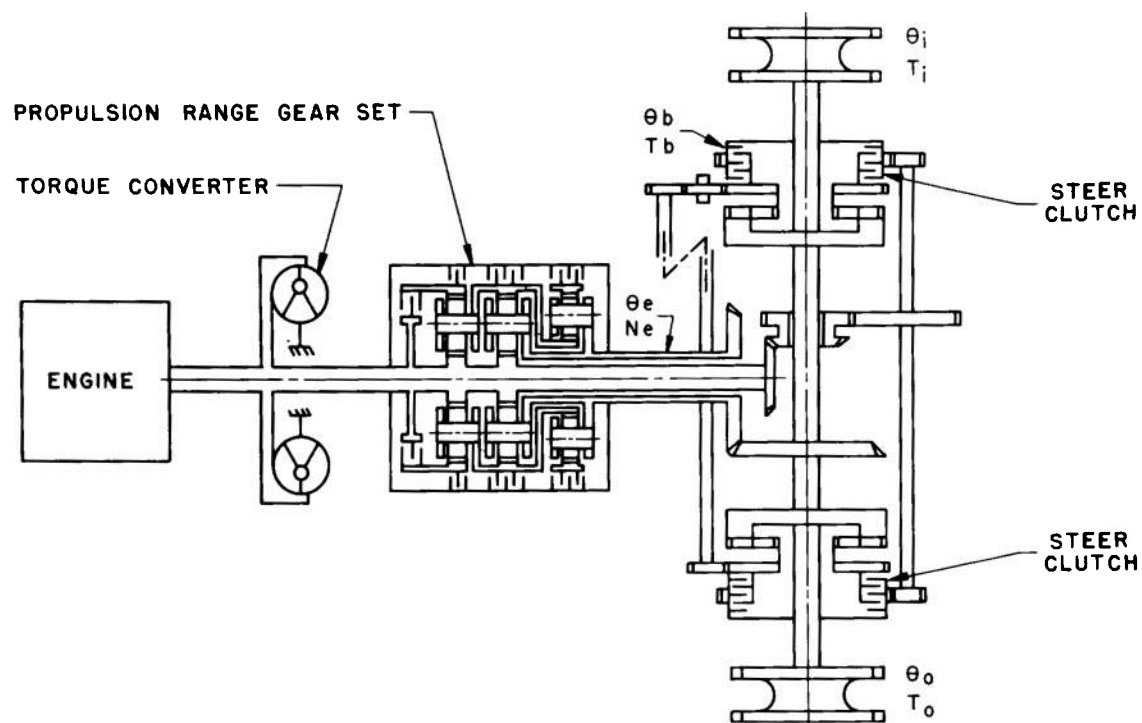 θi
Ti
PROPULSION RANGE GEAR SET
θb
Tb
TORQUE CONVERTER
STEER
CLUTCH
θe
Ne
ENGINE
STEER
CLUTCH
θo
To